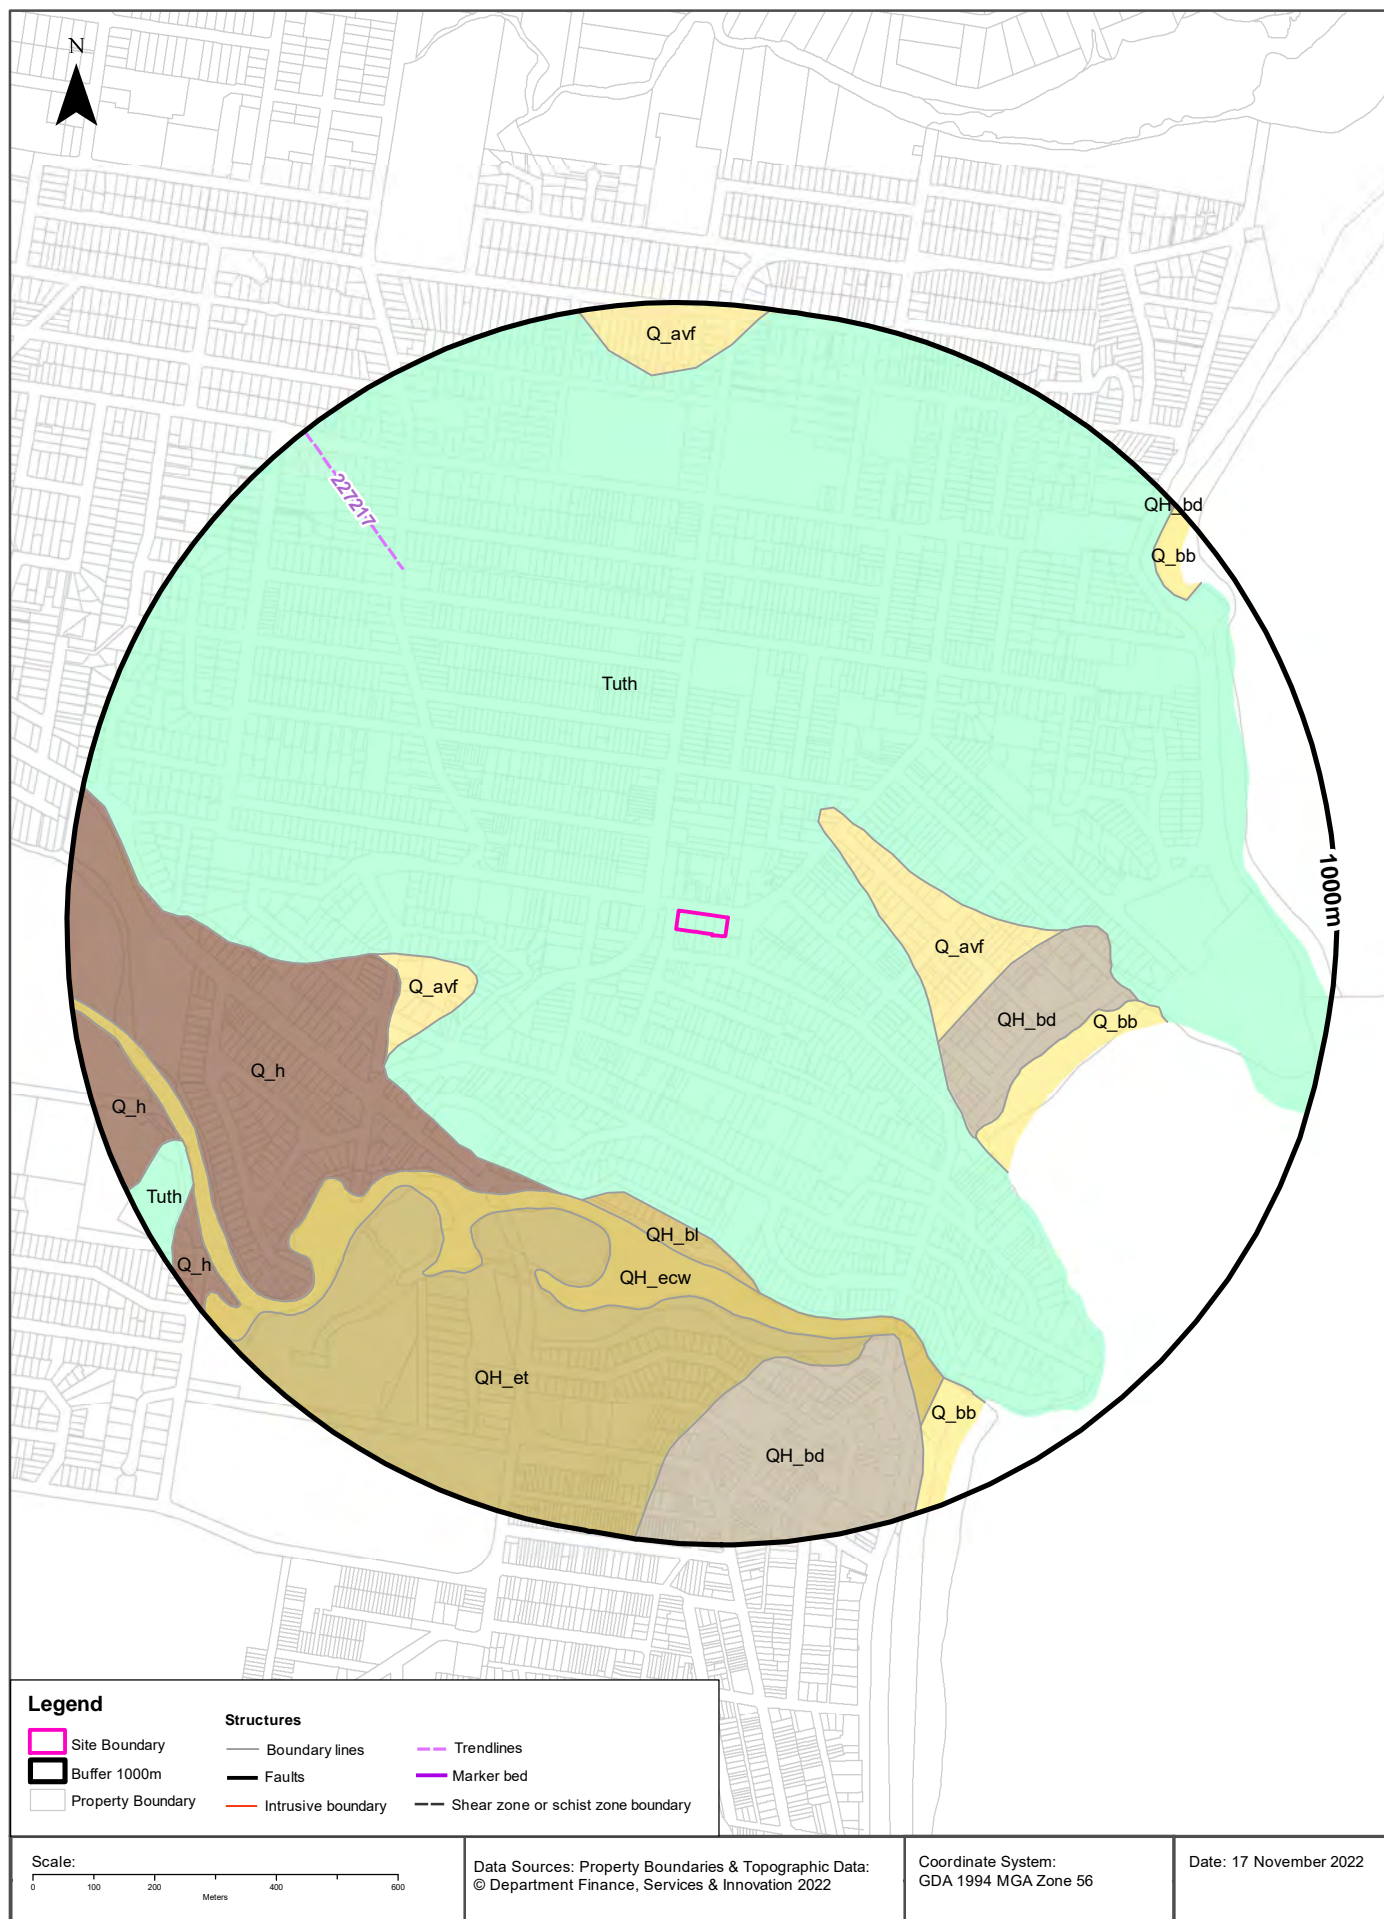 N
Q_avf
227217
QH_bd
Q_bb
Tuth
1000m
Q_avf
Q_avf
QH_bd
Q_bb
Q_h
Q_h
Tuth
QH_bl
Q_h
QH_ecw
QH_et
Q_bb
QH_bd
Legend
Site Boundary
Buffer 1000m
Property Boundary
Structures
Boundary lines
Faults
Intrusive boundary
Trendlines
Marker bed
Shear zone or schist zone boundary
Scale:
0 100 200 400 600
Meters
Data Sources: Property Boundaries & Topographic Data:
© Department Finance, Services & Innovation 2022
Coordinate System:
GDA 1994 MGA Zone 56
Date: 17 November 2022